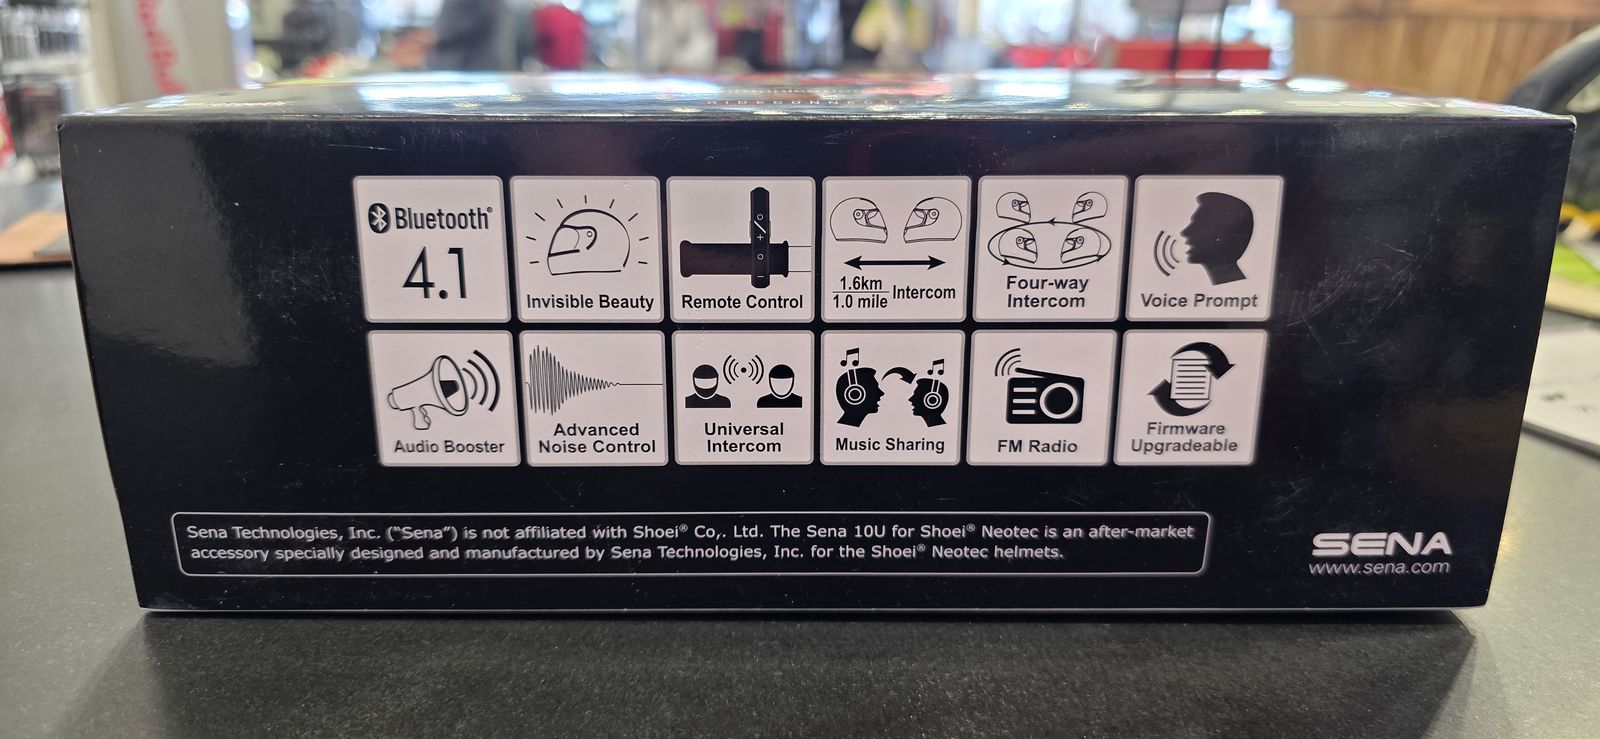 Bluetooth®
4.1
Invisible Beauty
Remote Control
1.6km
1.0 mile Intercom
Four-way
Intercom
Voice Prompt
Audio Booster
Advanced
Noise Control
Universal
Intercom
Music Sharing
FM Radio
Firmware
Upgradeable
Sena Technologies, Inc. ("Sena") is not affiliated with Shoei® Co,. Ltd. The Sena 10U for Shoei® Neotec is an after-market
accessory specially designed and manufactured by Sena Technologies, Inc. for the Shoei® Neotec helmets.
SENA
www.sena.com